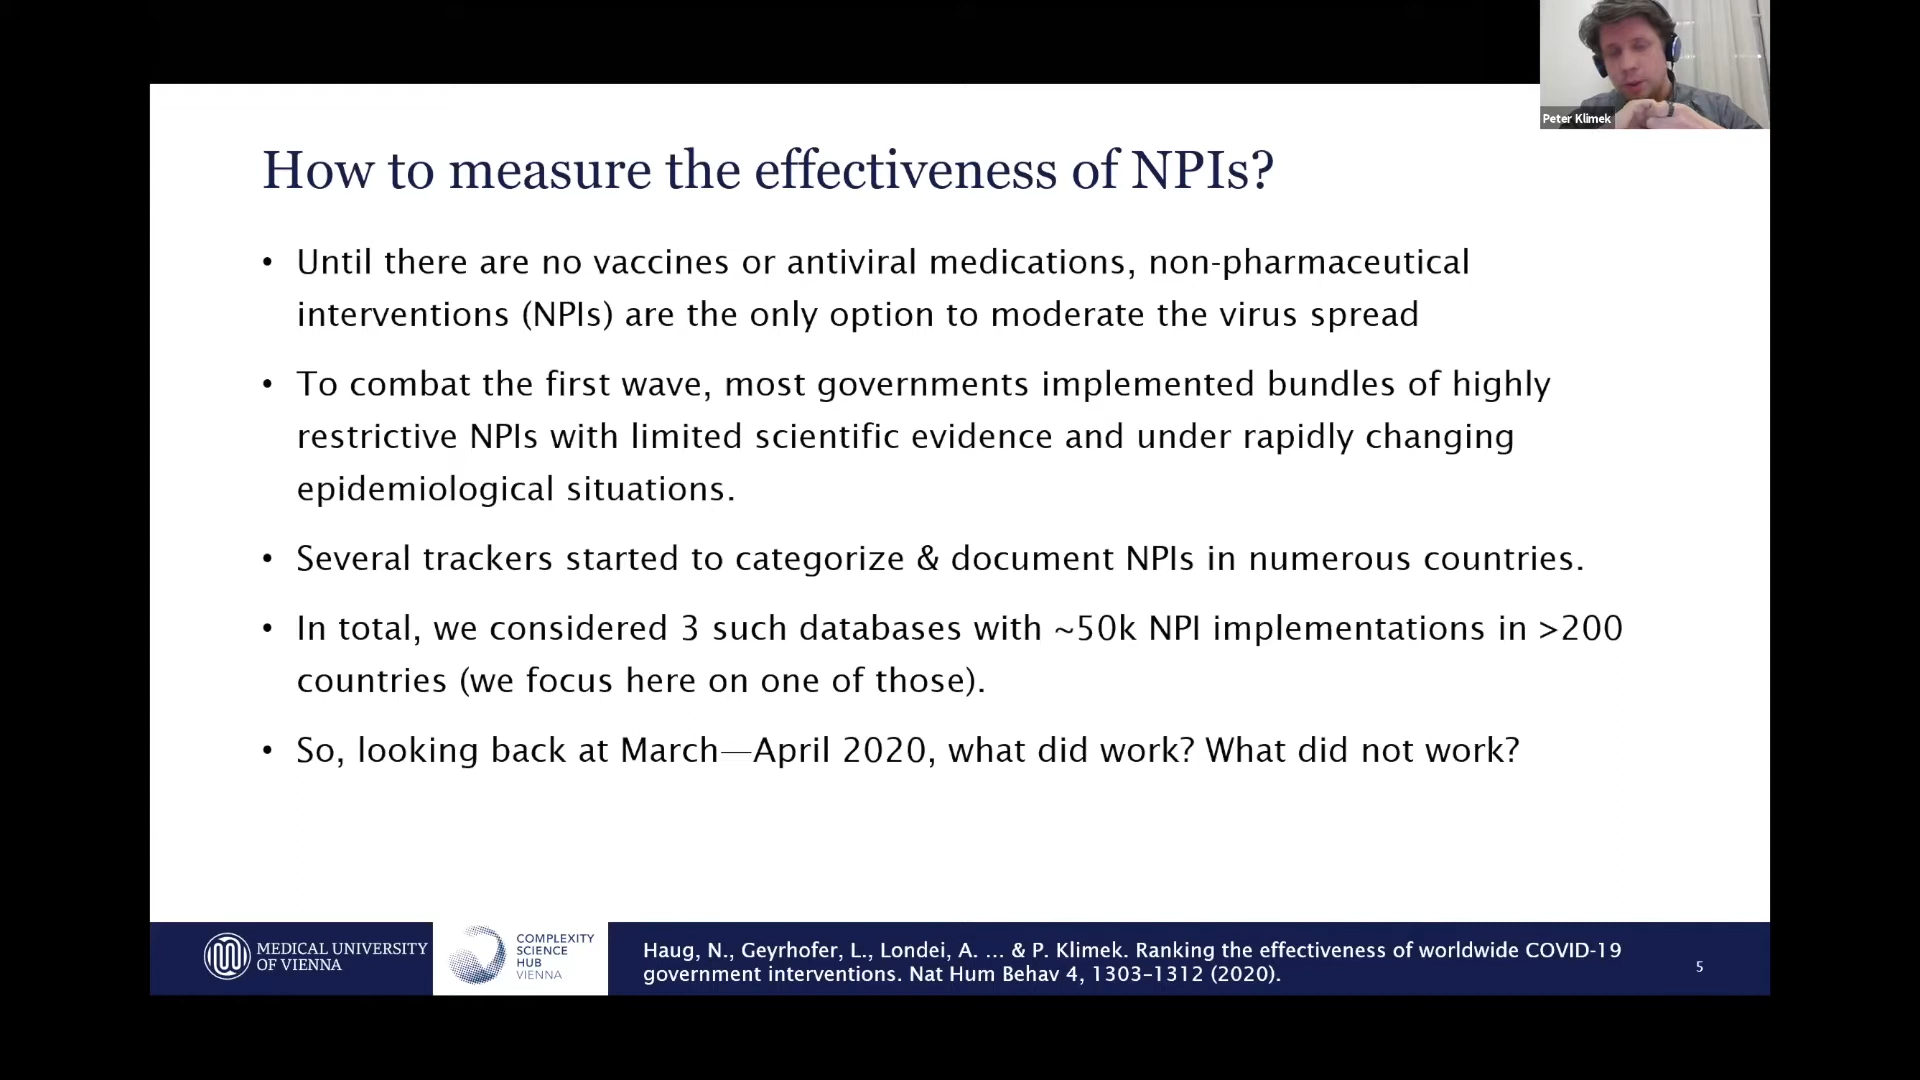 Peter Klimek
How to measure the effectiveness of NPIs?
• Until there are no vaccines or antiviral medications, non-pharmaceutical
interventions (NPIs) are the only option to moderate the virus spread
• To combat the first wave, most governments implemented bundles of highly
restrictive NPIs with limited scientific evidence and under rapidly changing
epidemiological situations.
• Several trackers started to categorize & document NPIs in numerous countries.
• In total, we considered 3 such databases with ~50k NPI implementations in >200
countries (we focus here on one of those).
• So, looking back at March—April 2020, what did work? What did not work?
MEDICAL UNIVERSITY
OF VIENNA
COMPLEXITY
SCIENCE
HUB
VIENNA
Haug, N., Geyrhofer, L., Londei, A. ... & P. Klimek. Ranking the effectiveness of worldwide COVID-19
government interventions. Nat Hum Behav 4, 1303–1312 (2020).
5